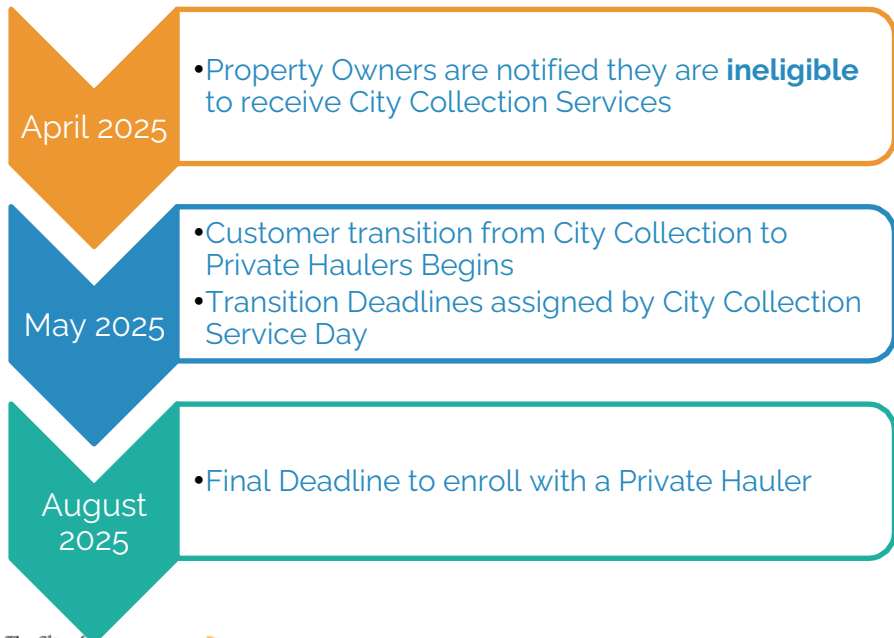 April 2025
•Property Owners are notified they are ineligible
to receive City Collection Services
May 2025
•Customer transition from City Collection to
Private Haulers Begins
•Transition Deadlines assigned by City Collection
Service Day
August
2025
•Final Deadline to enroll with a Private Hauler